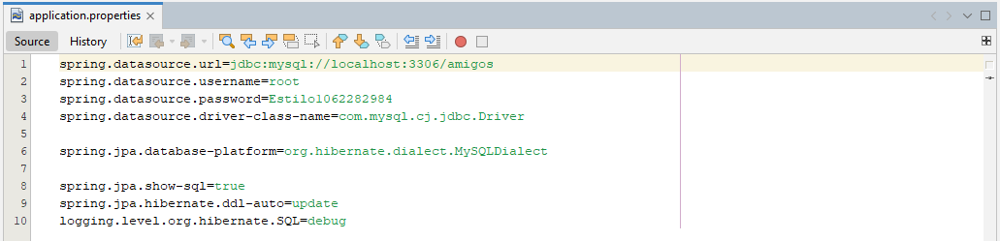 application.properties
Source History
1 spring.datasource.url=jdbc:mysql://localhost:3306/amigos
2 spring.datasource.username=root
3 spring.datasource.password=Estilo1062282984
4 spring.datasource.driver-class-name=com.mysql.cj.jdbc.Driver
5
6 spring.jpa.database-platform=org.hibernate.dialect.MySQLDialect
7
8 spring.jpa.show-sql=true
9 spring.jpa.hibernate.ddl-auto=update
10 logging.level.org.hibernate.SQL=debug